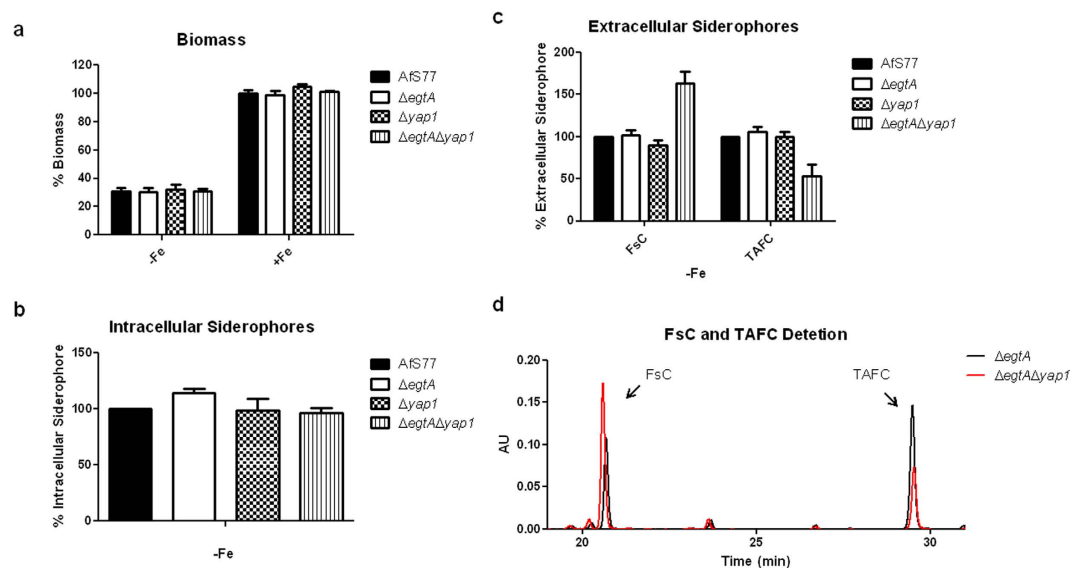 a
Biomass
% Biomass
120
100
80
60
40
20
0
-Fe
+Fe
AfS77
ΔegtA
Δyap1
ΔegtAΔyap1
b
Intracellular Siderophores
% Intracellular Siderophore
150
100
50
0
-Fe
AfS77
ΔegtA
Δyap1
ΔegtAΔyap1
c
Extracellular Siderophores
% Extracellular Siderophore
200
150
100
50
0
FsC
TAFC
-Fe
AfS77
ΔegtA
Δyap1
ΔegtAΔyap1
d
FsC and TAFC Detetion
AU
0.20
0.15
0.10
0.05
0.00
FsC
TAFC
20
25
30
Time (min)
ΔegtA
ΔegtAΔyap1